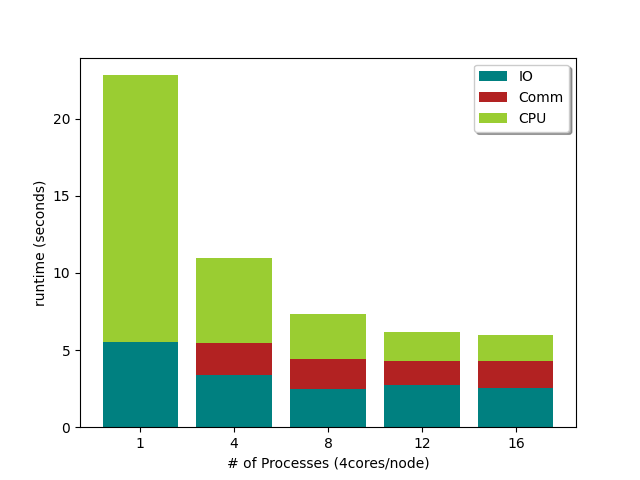 IO
Comm
CPU
20
15
10
5
0
runtime (seconds)
1 4 8 12 16
# of Processes (4cores/node)